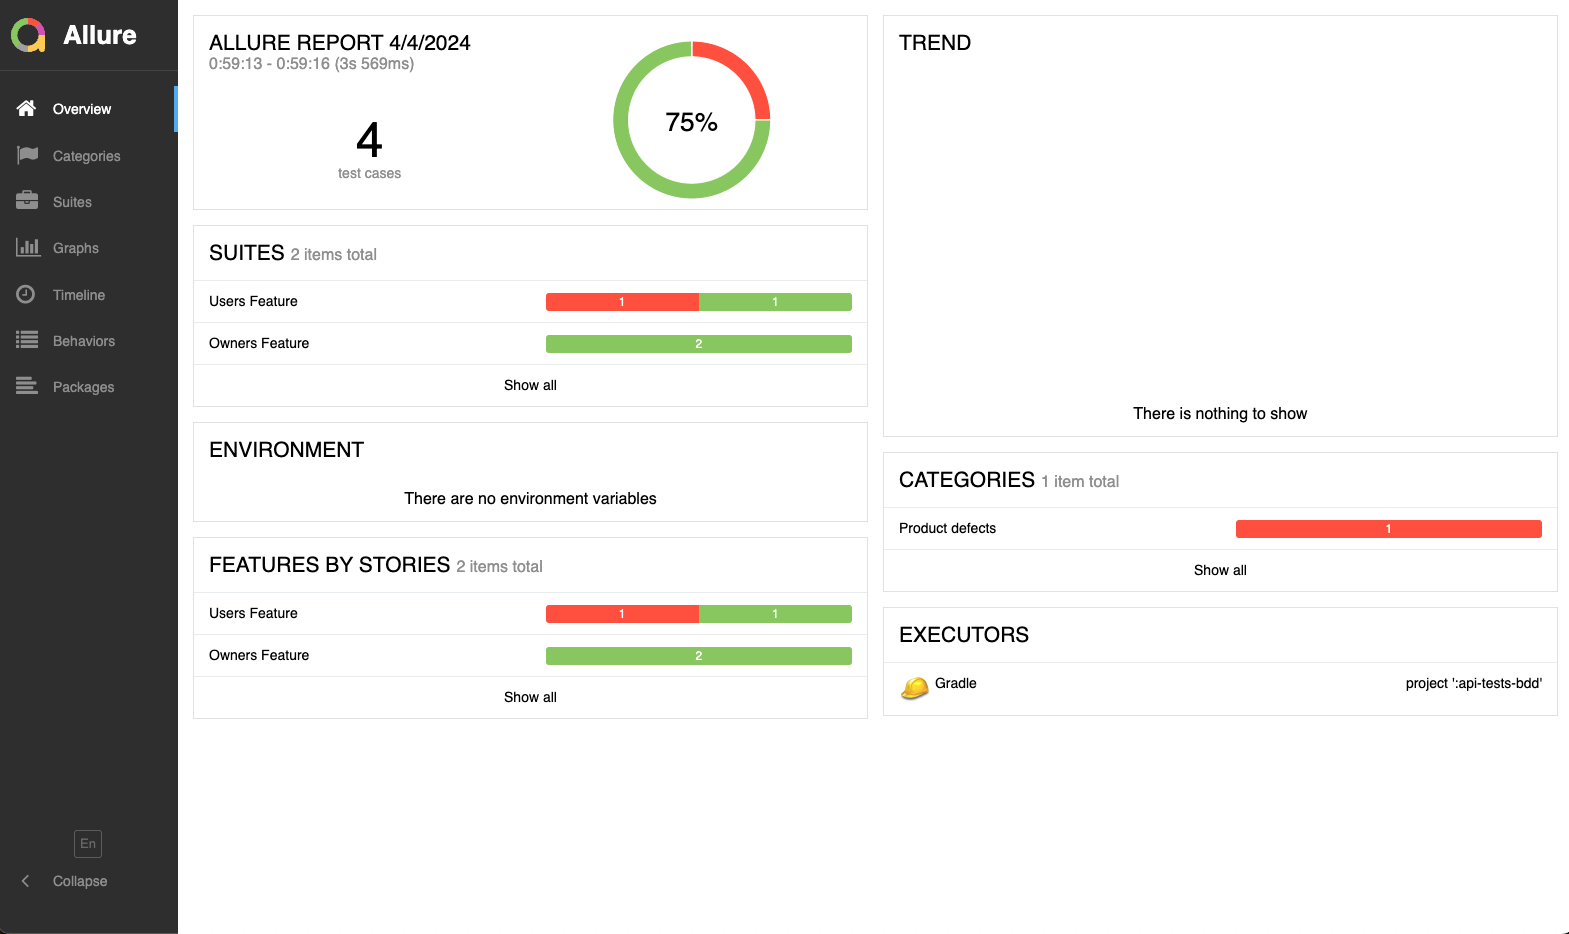 Allure
Overview
Categories
Suites
Graphs
Timeline
Behaviors
Packages
En
Collapse
ALLURE REPORT 4/4/2024
0:59:13 - 0:59:16 (3s 569ms)
4
test cases
75%
SUITES 2 items total
Users Feature 1 1
Owners Feature 2
Show all
ENVIRONMENT
There are no environment variables
FEATURES BY STORIES 2 items total
Users Feature 1 1
Owners Feature 2
Show all
TREND
There is nothing to show
CATEGORIES 1 item total
Product defects 1
Show all
EXECUTORS
Gradle project ':api-tests-bdd'